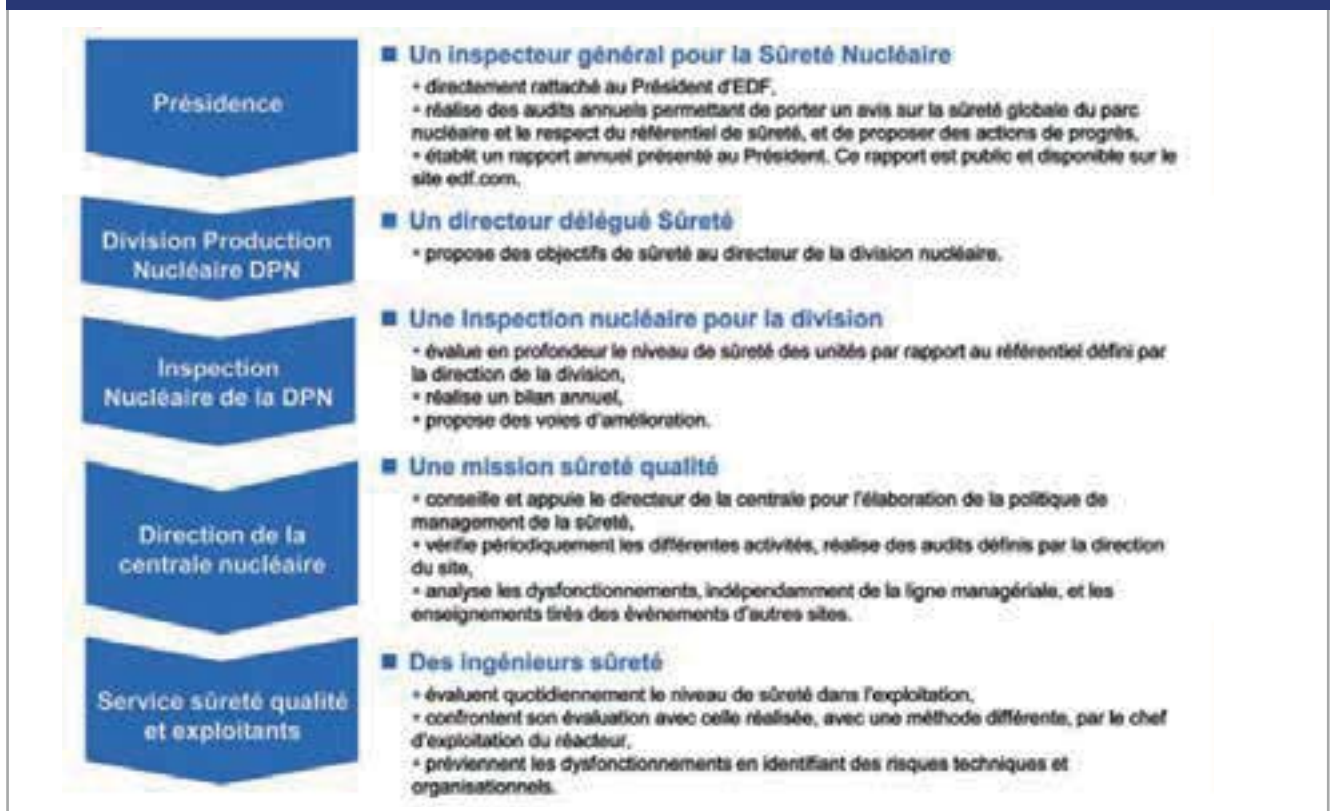 Présidence
■ Un inspecteur général pour la Sûreté Nucléaire
• directement rattaché au Président d'EDF,
• réalise des audits annuels permettant de porter un avis sur la sûreté globale du parc
nucléaire et le respect du référentiel de sûreté, et de proposer des actions de progrès,
• établit un rapport annuel présenté au Président. Ce rapport est public et disponible sur le
site edf.com.
Division Production
Nucléaire DPN
■ Un directeur délégué Sûreté
• propose des objectifs de sûreté au directeur de la division nucléaire.
Inspection
Nucléaire de la DPN
■ Une Inspection nucléaire pour la division
• évalue en profondeur le niveau de sûreté des unités par rapport au référentiel défini par
la direction de la division,
• réalise un bilan annuel,
• propose des voies d'amélioration.
Direction de la
centrale nucléaire
■ Une mission sûreté qualité
• conseille et appuie le directeur de la centrale pour l'élaboration de la politique de
management de la sûreté,
• vérifie périodiquement les différentes activités, réalise des audits définis par la direction
du site,
• analyse les dysfonctionnements, indépendamment de la ligne managériale, et les
enseignements tirés des événements d'autres sites.
Service sûreté qualité
et exploitants
■ Des ingénieurs sûreté
• évaluent quotidiennement le niveau de sûreté dans l'exploitation,
• confrontent son évaluation avec celle réalisée, avec une méthode différente, par le chef
d'exploitation du réacteur,
• préviennent les dysfonctionnements en identifiant des risques techniques et
organisationnels.